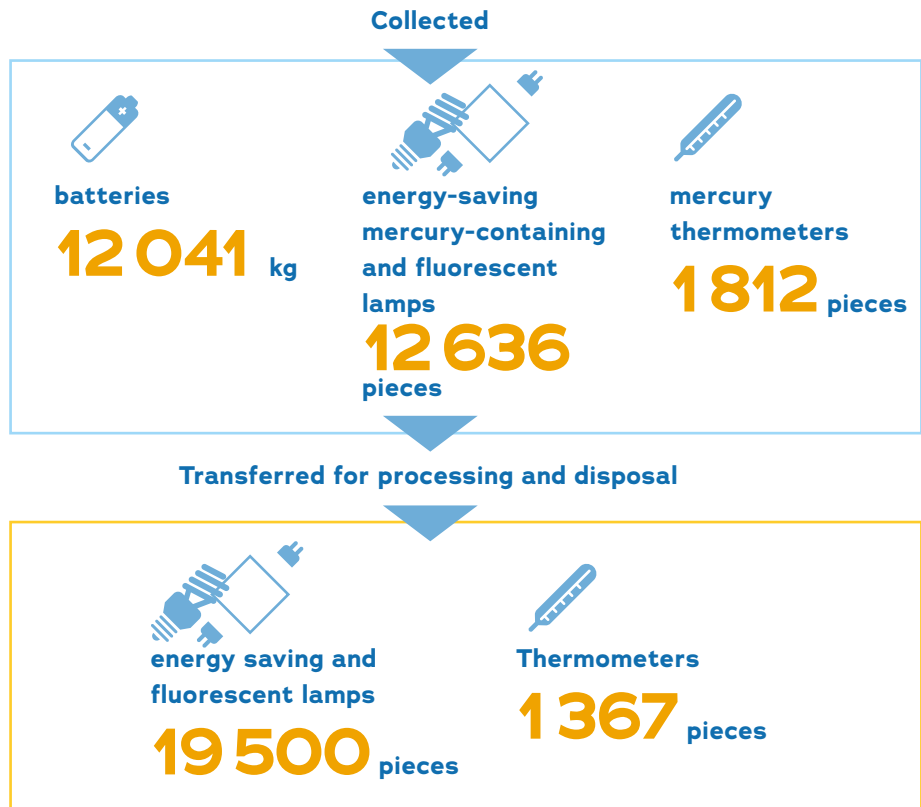 Collected
batteries
12 041 kg
energy-saving
mercury-containing
and fluorescent
lamps
12 636
pieces
mercury
thermometers
1 812 pieces
Transferred for processing and disposal
energy saving and
fluorescent lamps
19 500 pieces
Thermometers
1 367 pieces